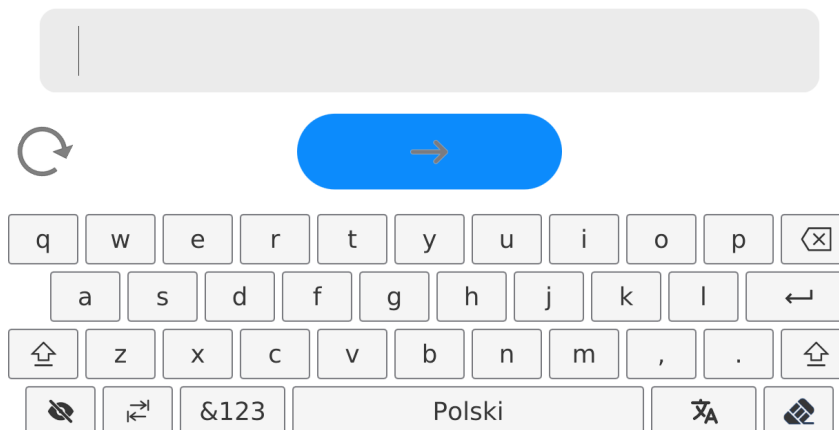 q w e r t y u i o p
a s d f g h j k l
z x c v b n m , .
&123 Polski